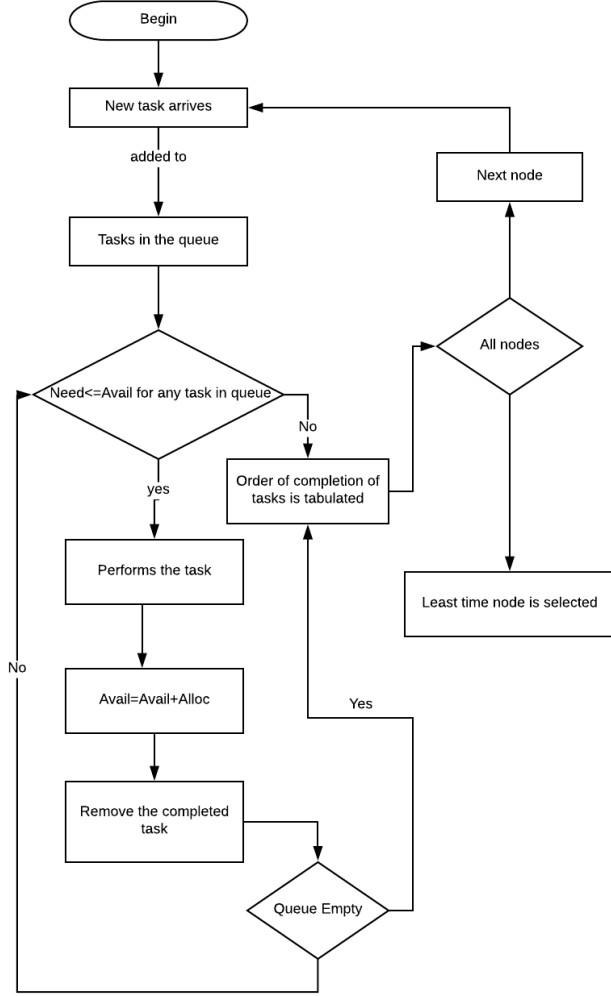 Begin
New task arrives
added to
Next node
Tasks in the queue
All nodes
Need<=Avail for any task in queue
No
Order of completion of
tasks is tabulated
yes
Performs the task
Least time node is selected
No
Avail=Avail+Alloc
Yes
Remove the completed
task
Queue Empty